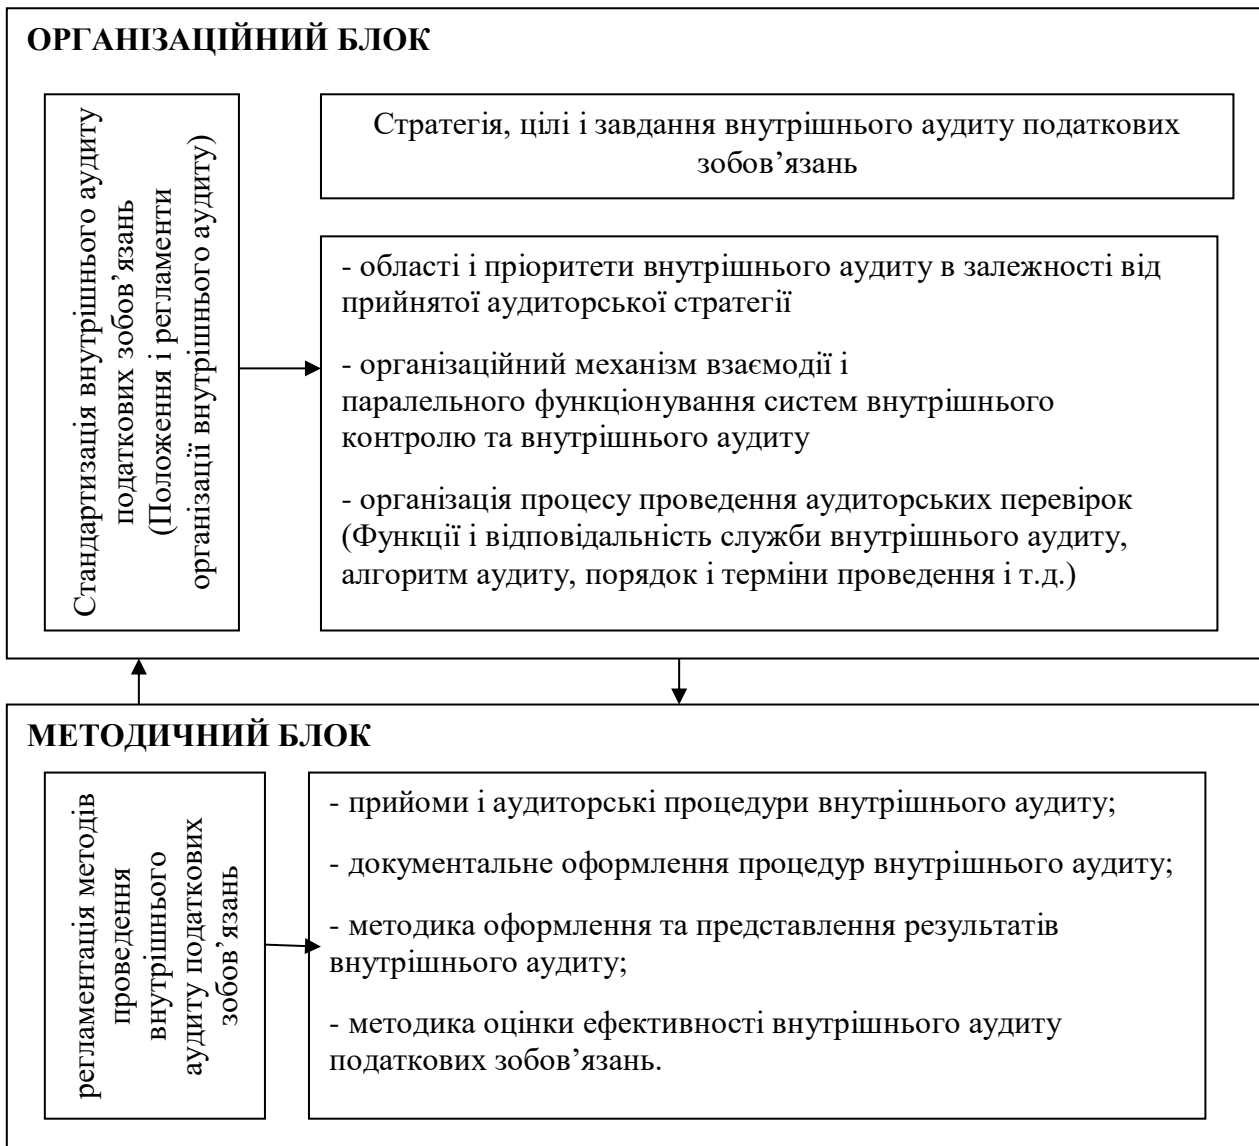 ОРГАНІЗАЦІЙНИЙ БЛОК
Стандартизація внутрішнього аудиту
податкових зобов’язань
(Положення і регламенти
організації внутрішнього аудиту)
Стратегія, цілі і завдання внутрішнього аудиту податкових
зобов’язань
- області і пріоритети внутрішнього аудиту в залежності від
прийнятої аудиторської стратегії
- організаційний механізм взаємодії і
паралельного функціонування систем внутрішнього
контролю та внутрішнього аудиту
- організація процесу проведення аудиторських перевірок
(Функції і відповідальність служби внутрішнього аудиту,
алгоритм аудиту, порядок і терміни проведення і т.д.)
МЕТОДИЧНИЙ БЛОК
регламентація методів
проведення
внутрішнього
аудиту податкових
зобов’язань
- прийоми і аудиторські процедури внутрішнього аудиту;
- документальне оформлення процедур внутрішнього аудиту;
- методика оформлення та представлення результатів
внутрішнього аудиту;
- методика оцінки ефективності внутрішнього аудиту
податкових зобов’язань.